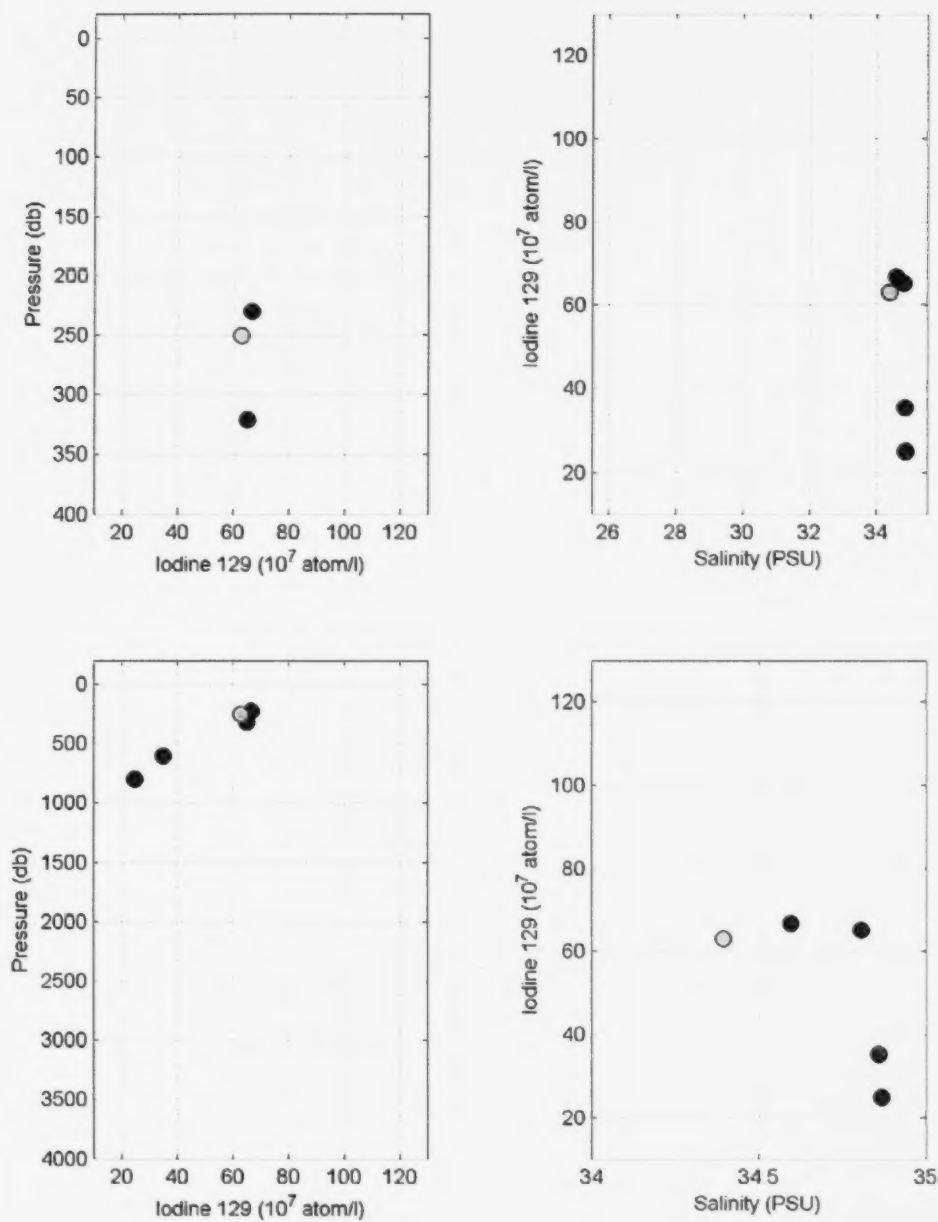 0
50
100
150
200
250
300
350
400
Pressure (db)
20 40 60 80 100 120
Iodine 129 (10⁷ atom/l)
120
100
80
60
40
20
Iodine 129 (10⁷ atom/l)
26 28 30 32 34
Salinity (PSU)
0
500
1000
1500
2000
2500
3000
3500
4000
Pressure (db)
20 40 60 80 100 120
Iodine 129 (10⁷ atom/l)
120
100
80
60
40
20
Iodine 129 (10⁷ atom/l)
34 34 5 35
Salinity (PSU)